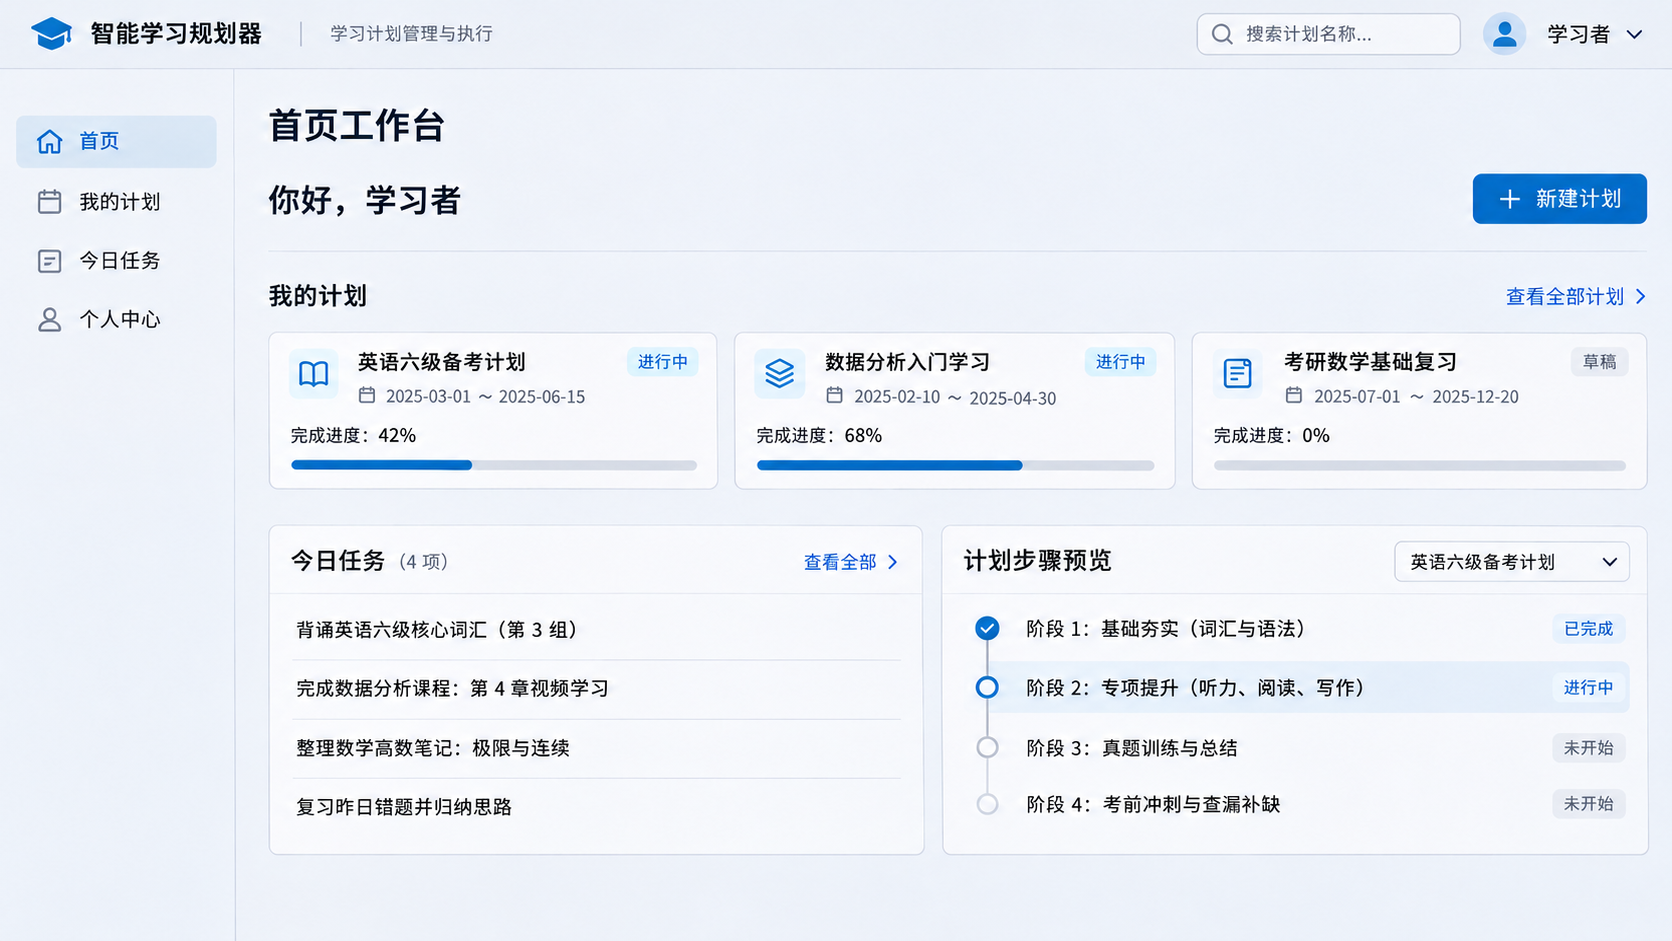 智能学习规划器
学习计划管理与执行
搜索计划名称...
学习者
首页
我的计划
今日任务
个人中心
首页工作台
你好，学习者
新建计划
我的计划
查看全部计划
英语六级备考计划
进行中
2025-03-01 ～ 2025-06-15
完成进度：42%
数据分析入门学习
进行中
2025-02-10 ～ 2025-04-30
完成进度：68%
考研数学基础复习
草稿
2025-07-01 ～ 2025-12-20
完成进度：0%
今日任务（4 项）
查看全部
背诵英语六级核心词汇（第 3 组）
完成数据分析课程：第 4 章视频学习
整理数学高数笔记：极限与连续
复习昨日错题并归纳思路
计划步骤预览
英语六级备考计划
阶段 1：基础夯实（词汇与语法）
已完成
阶段 2：专项提升（听力、阅读、写作）
进行中
阶段 3：真题训练与总结
未开始
阶段 4：考前冲刺与查漏补缺
未开始